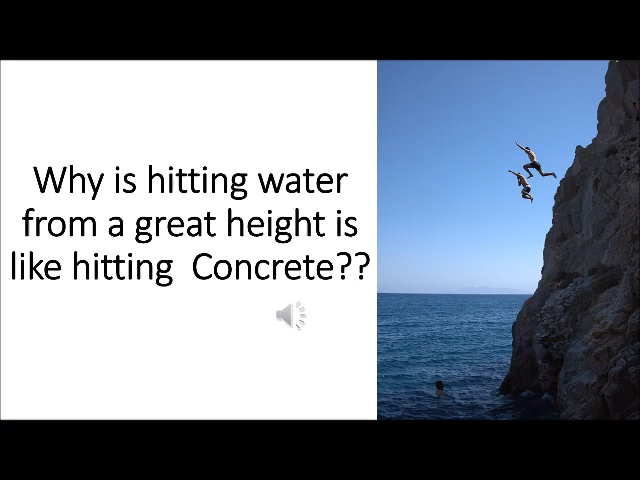 Why is hitting water
from a great height is
like hitting  Concrete??